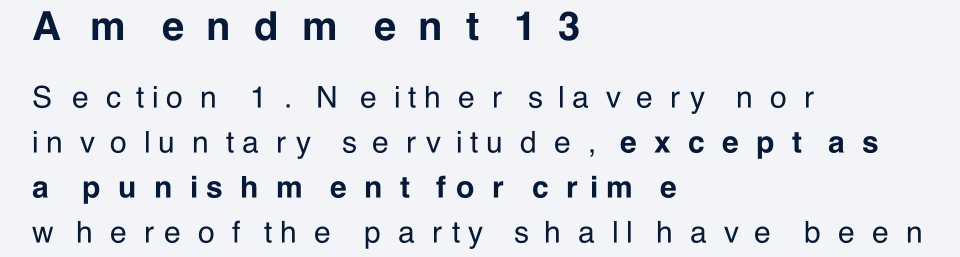 Amendment 13
Section 1. Neither slavery nor
involuntary servitude, except as
a punishment for crime
whereof the party shall have been